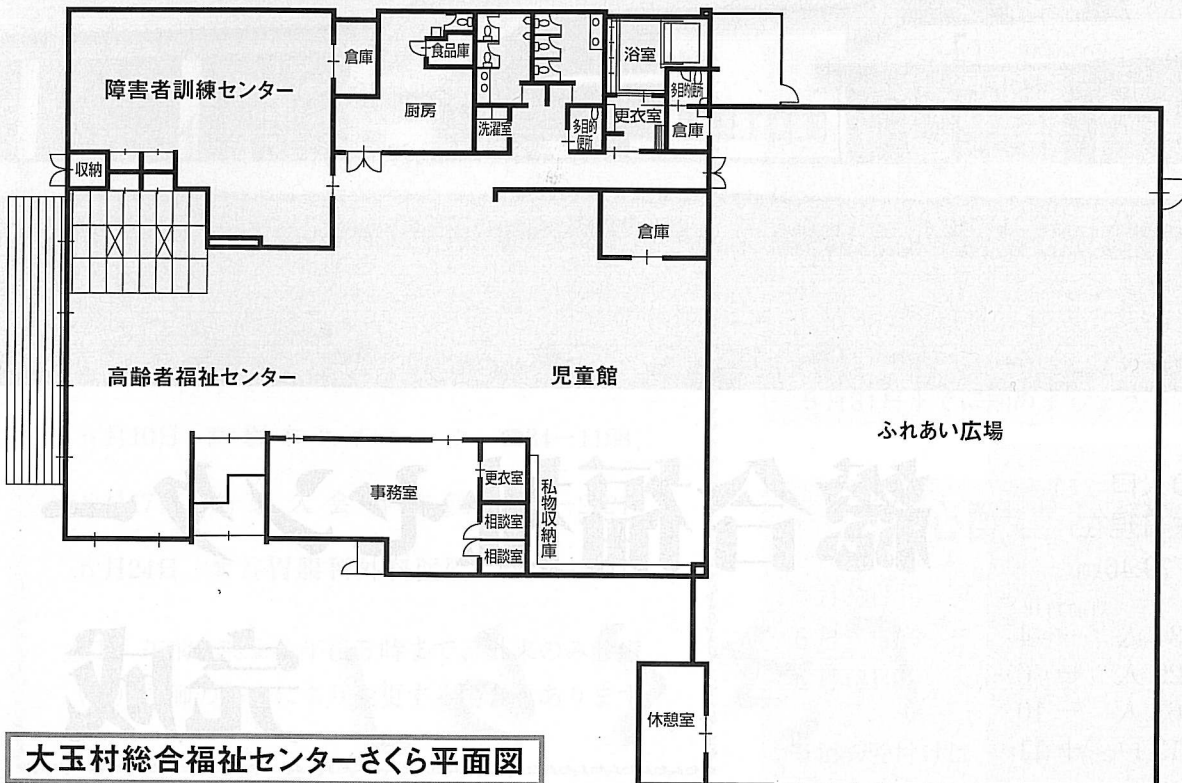 倉庫
食品庫
浴室
障害者訓練センター
多目的便所
厨房
洗濯室
多目的
便所
更衣室
倉庫
収納
倉庫
高齢者福祉センター
児童館
ふれあい広場
事務室
更衣室
私物収納庫
相談室
相談室
休憩室
大玉村総合福祉センターさくら平面図